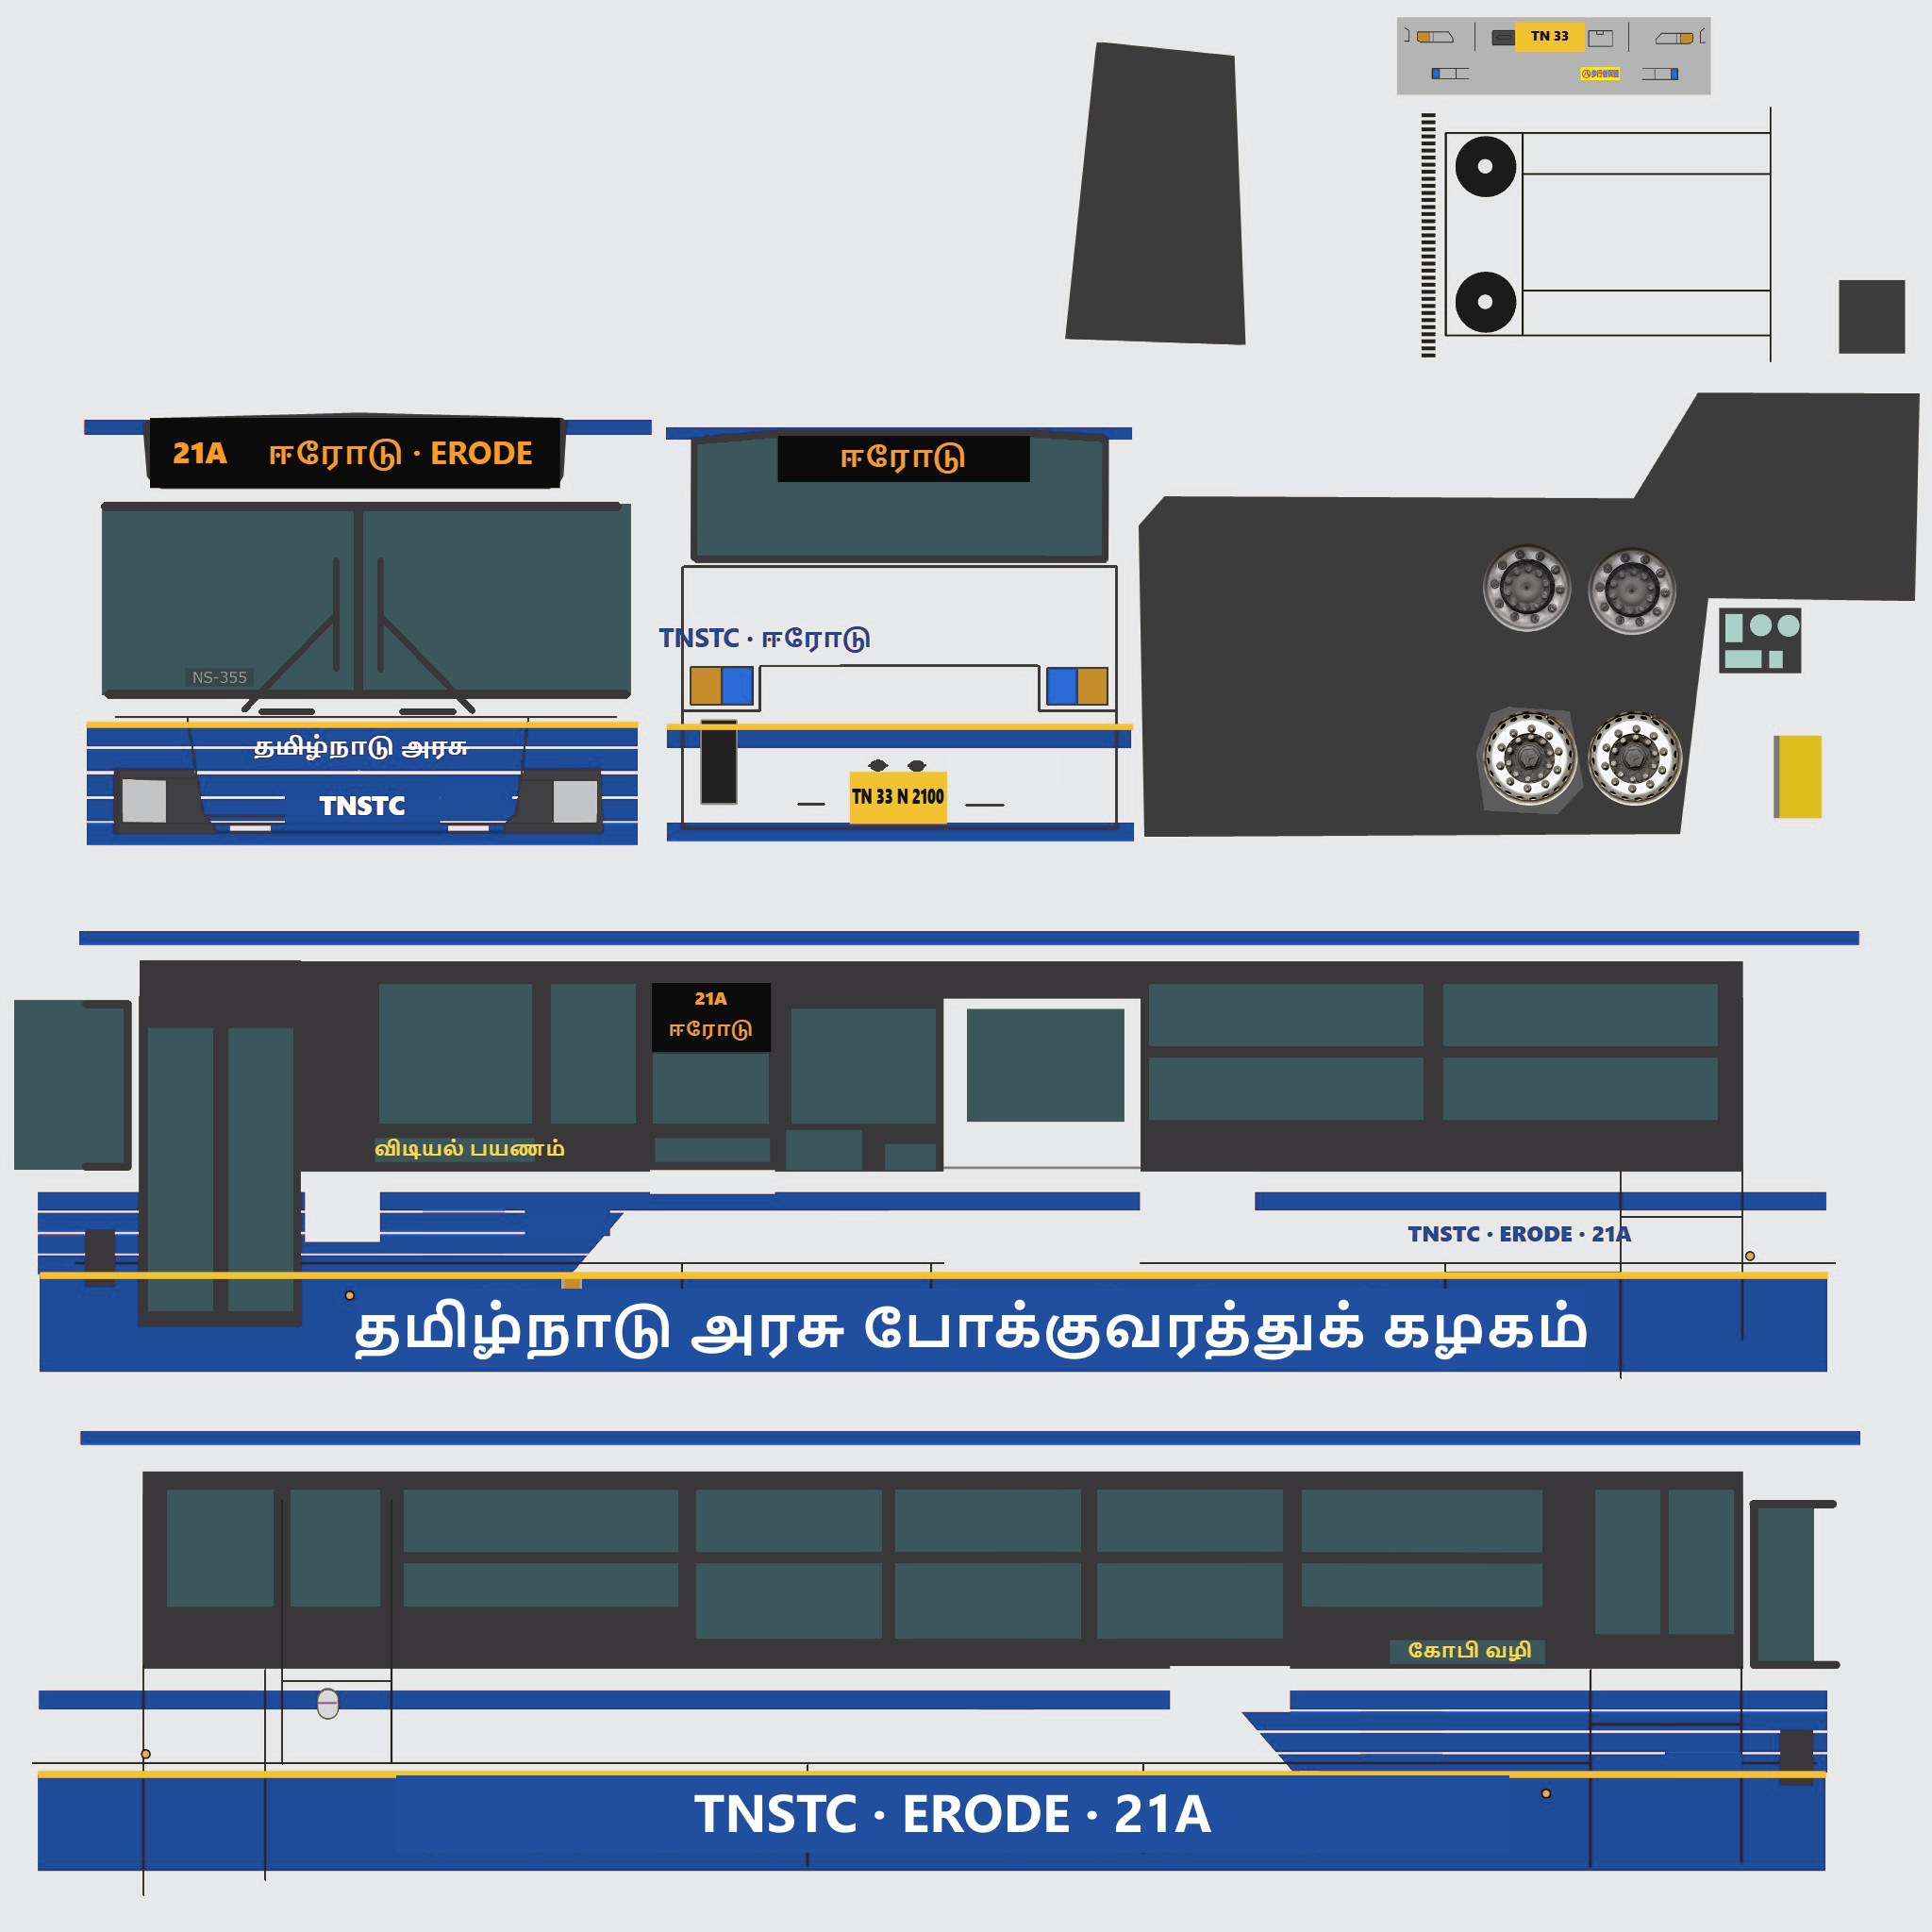 TN 33
21A ஈரோடு · ERODE
ஈரோடு
NS-355
TNSTC · ஈரோடு
தமிழ்நாடு அரசு
TNSTC
TN 33 N 2100
21A
ஈரோடு
விடியல் பயணம்
TNSTC · ERODE · 21A
தமிழ்நாடு அரசு போக்குவரத்துக் கழகம்
கோபி வழி
TNSTC · ERODE · 21A